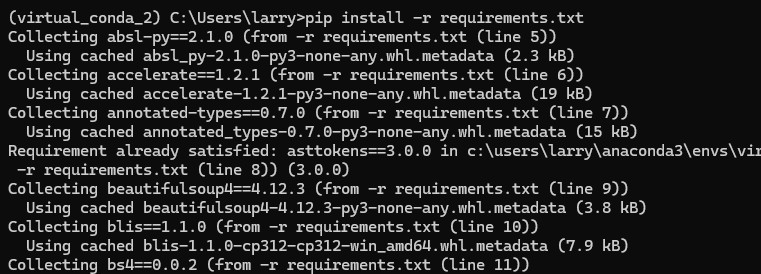 (virtual_conda_2) C:\Users\larry>pip install -r requirements.txt
Collecting absl-py==2.1.0 (from -r requirements.txt (line 5))
  Using cached absl_py-2.1.0-py3-none-any.whl.metadata (2.3 kB)
Collecting accelerate==1.2.1 (from -r requirements.txt (line 6))
  Using cached accelerate-1.2.1-py3-none-any.whl.metadata (19 kB)
Collecting annotated-types==0.7.0 (from -r requirements.txt (line 7))
  Using cached annotated_types-0.7.0-py3-none-any.whl.metadata (15 kB)
Requirement already satisfied: asttokens==3.0.0 in c:\users\larry\anaconda3\envs\vir
 -r requirements.txt (line 8)) (3.0.0)
Collecting beautifulsoup4==4.12.3 (from -r requirements.txt (line 9))
  Using cached beautifulsoup4-4.12.3-py3-none-any.whl.metadata (3.8 kB)
Collecting blis==1.1.0 (from -r requirements.txt (line 10))
  Using cached blis-1.1.0-cp312-cp312-win_amd64.whl.metadata (7.9 kB)
Collecting bs4==0.0.2 (from -r requirements.txt (line 11))